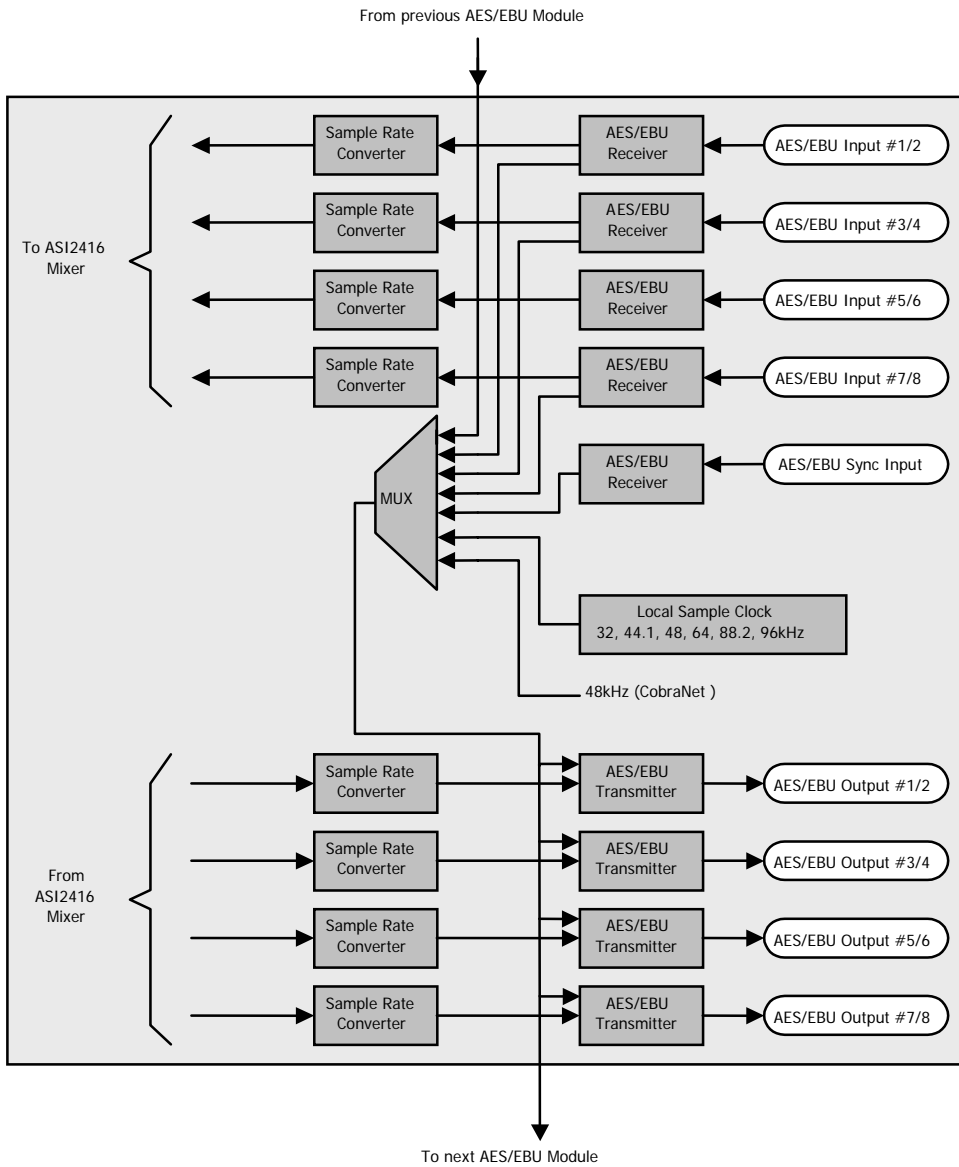 From previous AES/EBU Module
Sample Rate
Converter
AES/EBU
Receiver
AES/EBU Input #1/2
Sample Rate
Converter
AES/EBU
Receiver
AES/EBU Input #3/4
To ASI2416
Mixer
Sample Rate
Converter
AES/EBU
Receiver
AES/EBU Input #5/6
Sample Rate
Converter
AES/EBU
Receiver
AES/EBU Input #7/8
AES/EBU
Receiver
AES/EBU Sync Input
MUX
Local Sample Clock
32, 44.1, 48, 64, 88.2, 96kHz
48kHz (CobraNet )
Sample Rate
Converter
AES/EBU
Transmitter
AES/EBU Output #1/2
Sample Rate
Converter
AES/EBU
Transmitter
AES/EBU Output #3/4
From
ASI2416
Mixer
Sample Rate
Converter
AES/EBU
Transmitter
AES/EBU Output #5/6
Sample Rate
Converter
AES/EBU
Transmitter
AES/EBU Output #7/8
To next AES/EBU Module